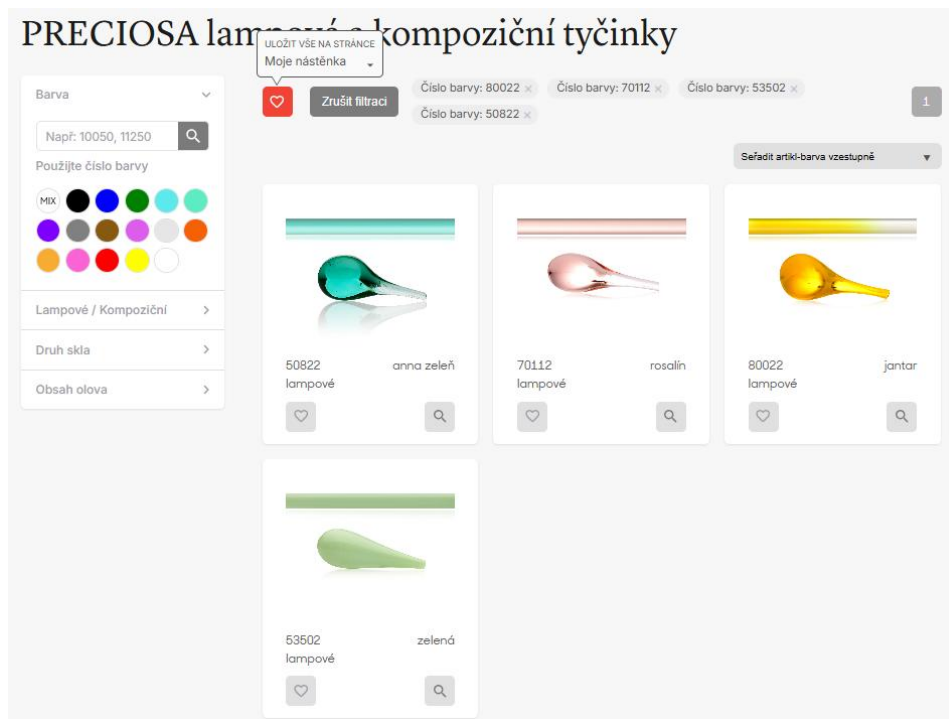 PRECIOSA lampové a kompoziční tyčinky
ULOŽIT VŠE NA STRÁNCE
Moje nástěnka
Barva
Např: 10050, 11250
Použijte číslo barvy
MIX
Lampové / Kompoziční
Druh skla
Obsah olova
Zrušit filtraci
Číslo barvy: 80022 ×
Číslo barvy: 70112 ×
Číslo barvy: 53502 ×
Číslo barvy: 50822 ×
1
Seřadit artikl-barva vzestupně
50822 anna zeleň
lampové
70112 rosalín
lampové
80022 jantar
lampové
53502 zelená
lampové